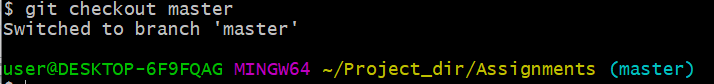 $ git checkout master
Switched to branch 'master'
user@DESKTOP-6F9FQAG MINGW64 ~/Project_dir/Assignments (master)